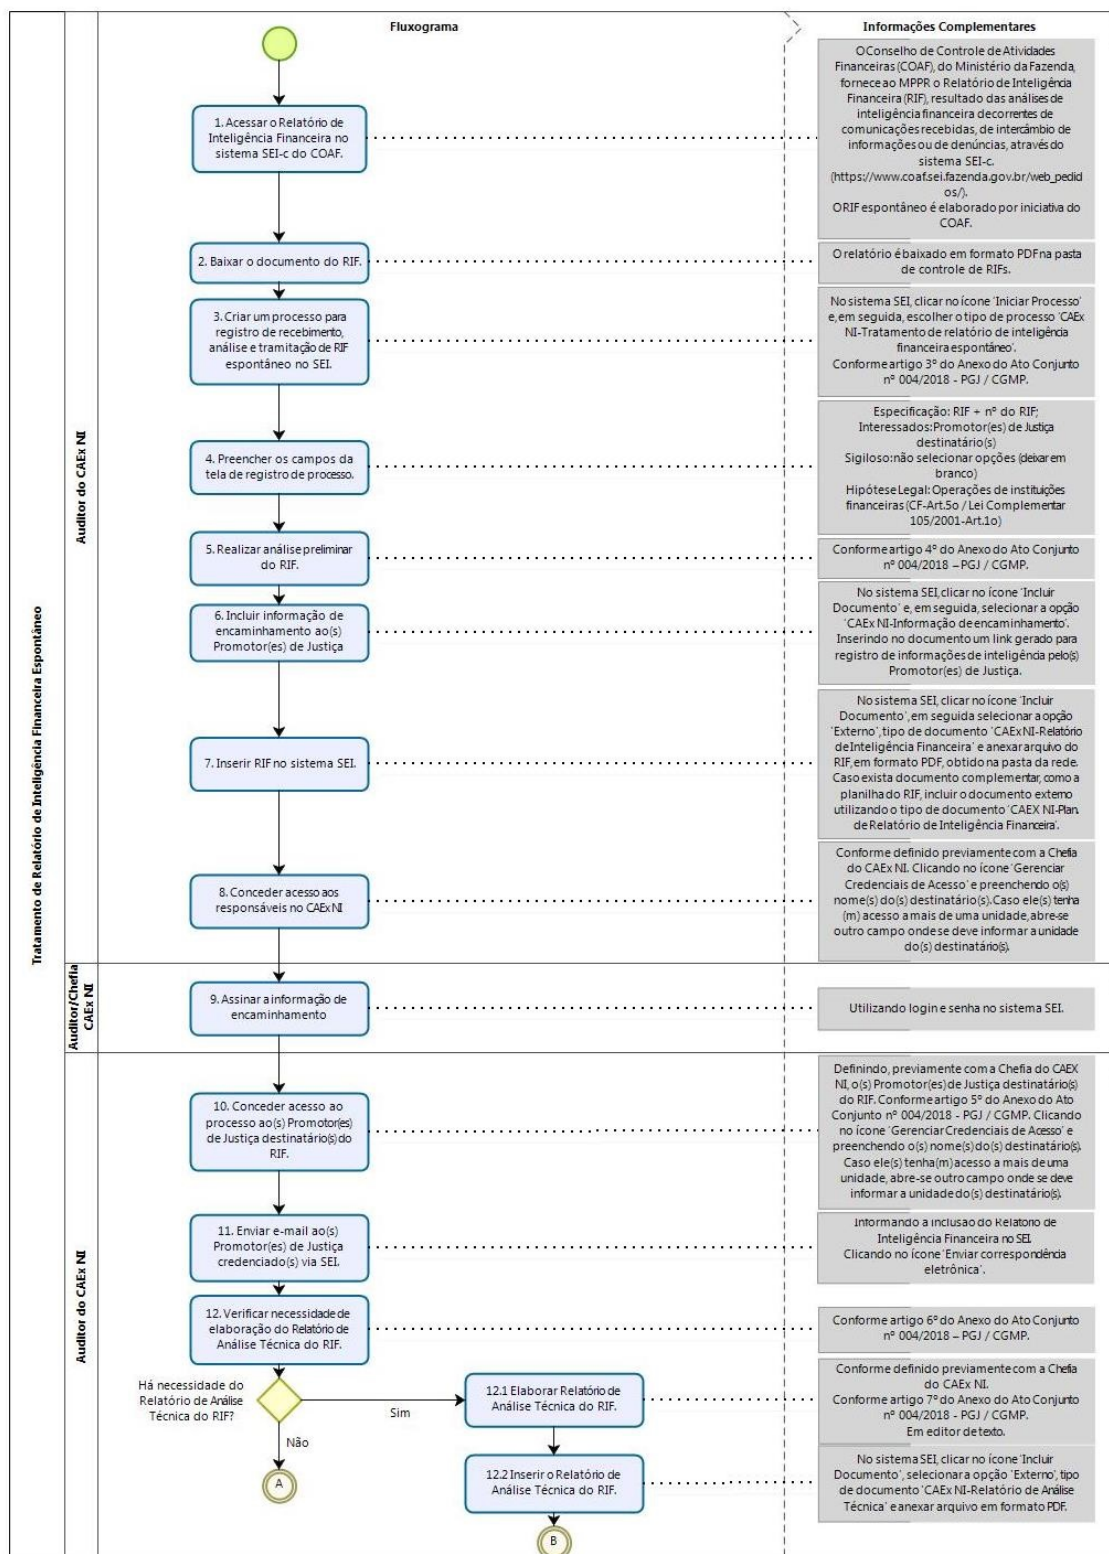 Fluxograma
Informações Complementares
Tratamento de Relatório de Inteligência Financeira Espontâneo
Auditor do CAEx NI
1. Acessar o Relatório de
Inteligência Financeira no
sistema SEI-c do COAF.
O Conselho de Controle de Atividades
Financeiras (COAF), do Ministério da Fazenda,
fornece ao MPPR o Relatório de Inteligência
Financeira (RIF), resultado das análises de
inteligência financeira decorrentes de
comunicações recebidas, de intercâmbio de
informações ou de denúncias, através do
sistema SEI-c.
(https://www.coaf.sei.fazenda.gov.br/web_pedid
os/).
O RIF espontâneo é elaborado por iniciativa do
COAF.
2. Baixar o documento do RIF.
O relatório é baixado em formato PDF na pasta
de controle de RIFs.
3. Criar um processo para
registro de recebimento,
análise e tramitação de RIF
espontâneo no SEI.
No sistema SEI, clicar no ícone 'Iniciar Processo'
e, em seguida, escolher o tipo de processo 'CAEx
NI-Tratamento de relatório de inteligência
financeira espontâneo'.
Conforme artigo 3º do Anexo do Ato Conjunto
nº 004/2018 - PGJ / CGMP.
4. Preencher os campos da
tela de registro de processo.
Especificação: RIF + nº do RIF;
Interessados: Promotor(es) de Justiça
destinatário(s)
Sigiloso: não selecionar opções (deixar em
branco)
Hipótese Legal: Operações de instituições
financeiras (CF-Art.5o / Lei Complementar
105/2001-Art.1o)
5. Realizar análise preliminar
do RIF.
Conforme artigo 4º do Anexo do Ato Conjunto
nº 004/2018 – PGJ / CGMP.
6. Incluir informação de
encaminhamento ao(s)
Promotor(es) de Justiça
No sistema SEI, clicar no ícone 'Incluir
Documento' e, em seguida, selecionar a opção
'CAEx NI-Informação de encaminhamento'.
Inserindo no documento um link gerado para
registro de informações de inteligência pelo(s)
Promotor(es) de Justiça.
7. Inserir RIF no sistema SEI.
No sistema SEI, clicar no ícone 'Incluir
Documento', em seguida selecionar a opção
'Externo', tipo de documento 'CAEx NI-Relatório
de Inteligência Financeira' e anexar arquivo do
RIF, em formato PDF, obtido na pasta da rede.
Caso exista documento complementar, como a
planilha do RIF, incluir o documento externo
utilizando o tipo de documento 'CAEX NI-Plan.
de Relatório de Inteligência Financeira'.
8. Conceder acesso aos
responsáveis no CAEx NI
Conforme definido previamente com a Chefia
do CAEx NI. Clicando no ícone 'Gerenciar
Credenciais de Acesso' e preenchendo o(s)
nome(s) do(s) destinatário(s). Caso ele(s) tenha
(m) acesso a mais de uma unidade, abre-se
outro campo onde se deve informar a unidade
do(s) destinatário(s).
Auditor/Chefia
CAEx NI
9. Assinar a informação de
encaminhamento
Utilizando login e senha no sistema SEI.
Auditor do CAEx NI
10. Conceder acesso ao
processo ao(s) Promotor(es)
de Justiça destinatário(s) do
RIF.
Definindo, previamente com a Chefia do CAEX
NI, o(s) Promotor(es) de Justiça destinatário(s)
do RIF. Conforme artigo 5º do Anexo do Ato
Conjunto nº 004/2018 - PGJ / CGMP. Clicando
no ícone 'Gerenciar Credenciais de Acesso' e
preenchendo o(s) nome(s) do(s) destinatário(s).
Caso ele(s) tenha(m) acesso a mais de uma
unidade, abre-se outro campo onde se deve
informar a unidade do(s) destinatário(s).
11. Enviar e-mail ao(s)
Promotor(es) de Justiça
credenciado(s) via SEI.
Informando a inclusão do Relatório de
Inteligência Financeira no SEI
Clicando no ícone 'Enviar correspondência
eletrônica'.
12. Verificar necessidade de
elaboração do Relatório de
Análise Técnica do RIF.
Conforme artigo 6º do Anexo do Ato Conjunto
nº 004/2018 – PGJ / CGMP.
Há necessidade do
Relatório de Análise
Técnica do RIF?
Sim
Não
A
12.1 Elaborar Relatório de
Análise Técnica do RIF.
Conforme definido previamente com a Chefia
do CAEx NI.
Conforme artigo 7º do Anexo do Ato Conjunto
nº 004/2018 - PGJ / CGMP.
Em editor de texto.
12.2 Inserir o Relatório de
Análise Técnica do RIF.
No sistema SEI, clicar no ícone 'Incluir
Documento', selecionar a opção 'Externo', tipo
de documento 'CAEx NI-Relatório de Análise
Técnica' e anexar arquivo em formato PDF.
B